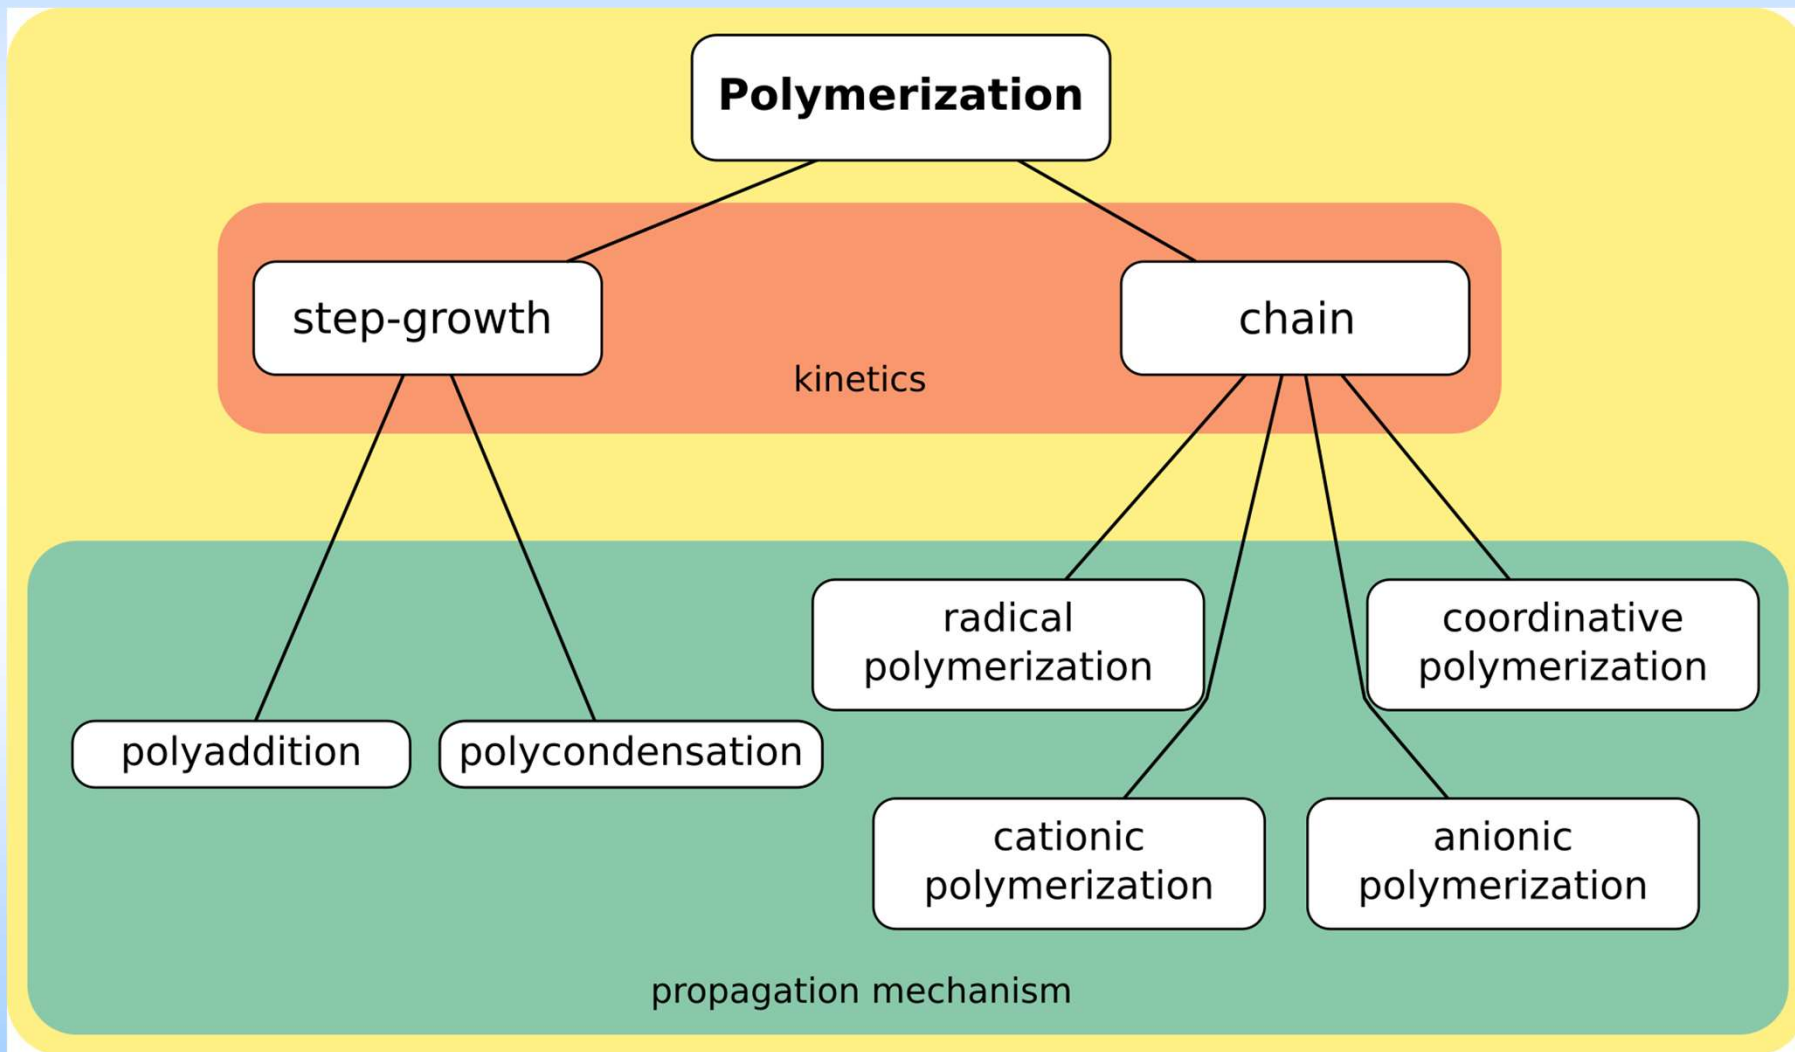 Polymerization
step-growth
chain
kinetics
radical
polymerization
coordinative
polymerization
polyaddition
polycondensation
cationic
polymerization
anionic
polymerization
propagation mechanism